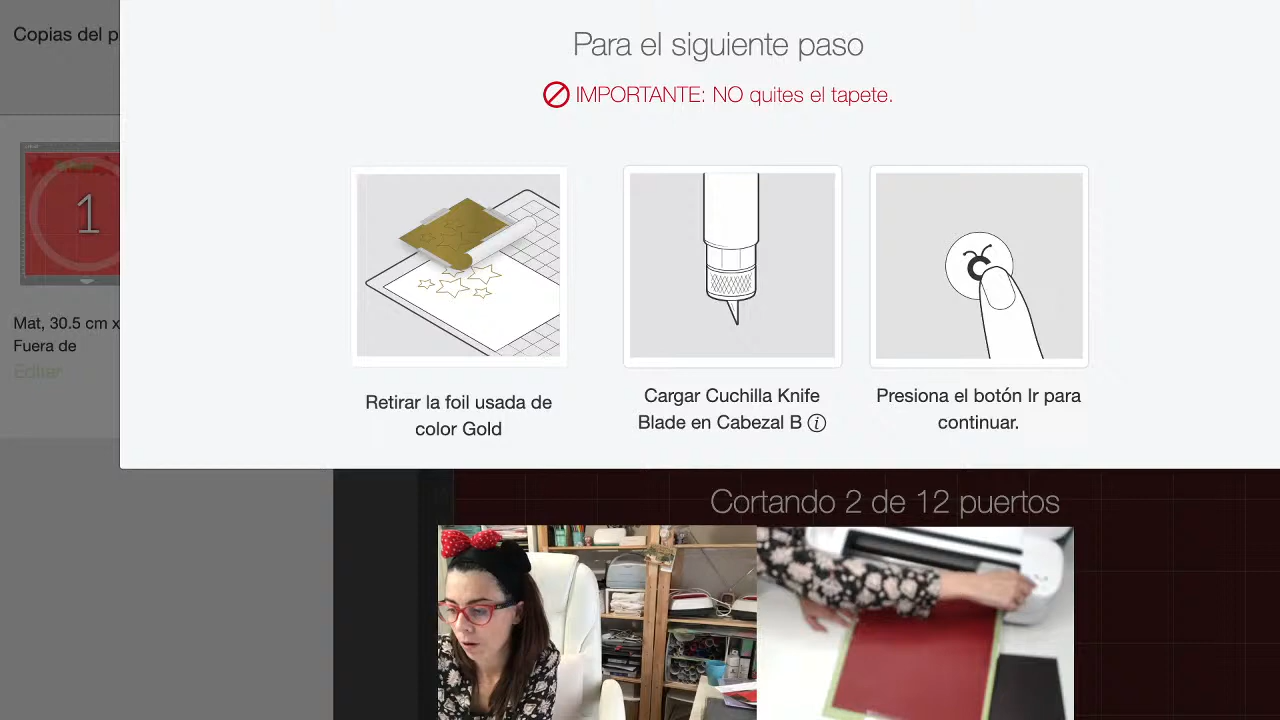 Copias del p
Para el siguiente paso
IMPORTANTE: NO quites el tapete.
1
Mat, 30.5 cm x
Fuera de
Editar
Retirar la foil usada de
color Gold
Cargar Cuchilla Knife
Blade en Cabezal B i
Presiona el botón Ir para
continuar.
Cortando 2 de 12 puertos